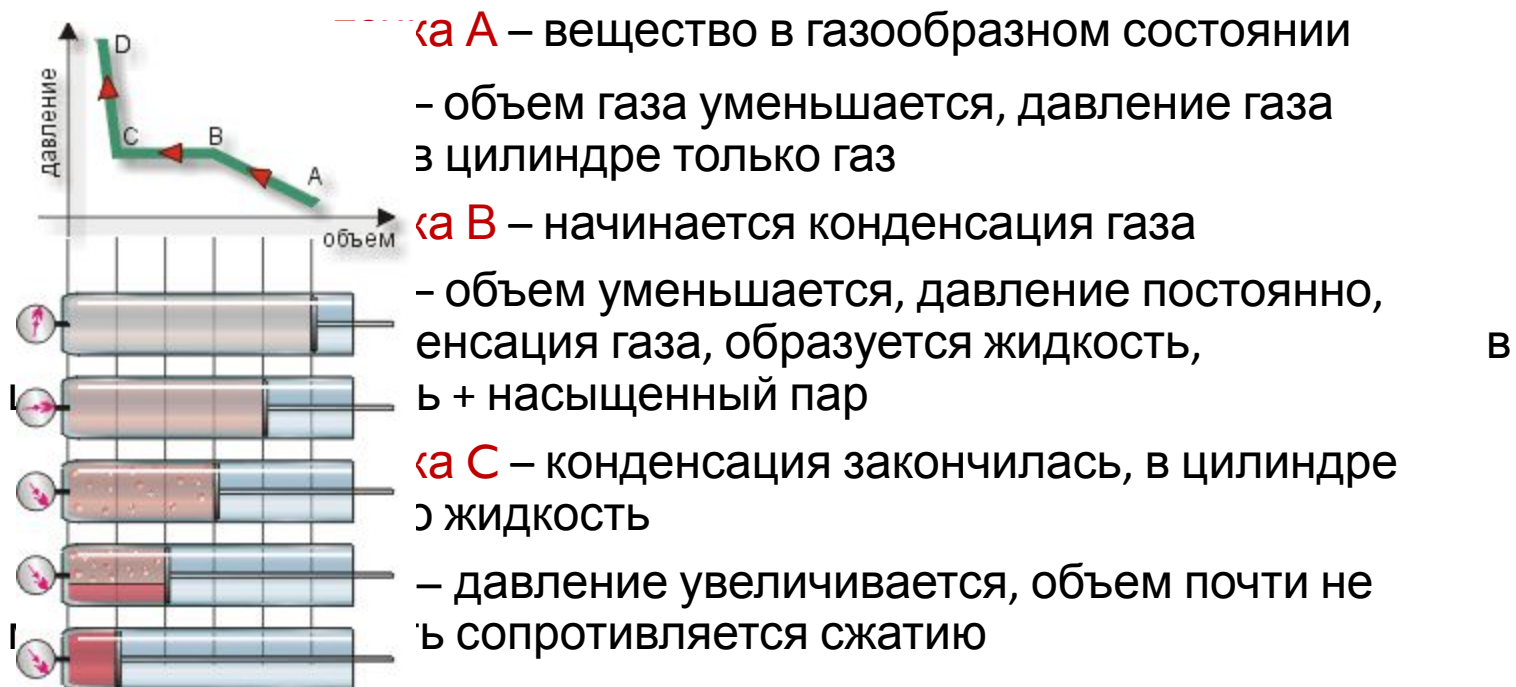 D
давление
C
B
A
объем
ка А – вещество в газообразном состоянии
– объем газа уменьшается, давление газа
в цилиндре только газ
ка В – начинается конденсация газа
– объем уменьшается, давление постоянно,
енсация газа, образуется жидкость, в
ь + насыщенный пар
ка С – конденсация закончилась, в цилиндре
о жидкость
– давление увеличивается, объем почти не
ь сопротивляется сжатию